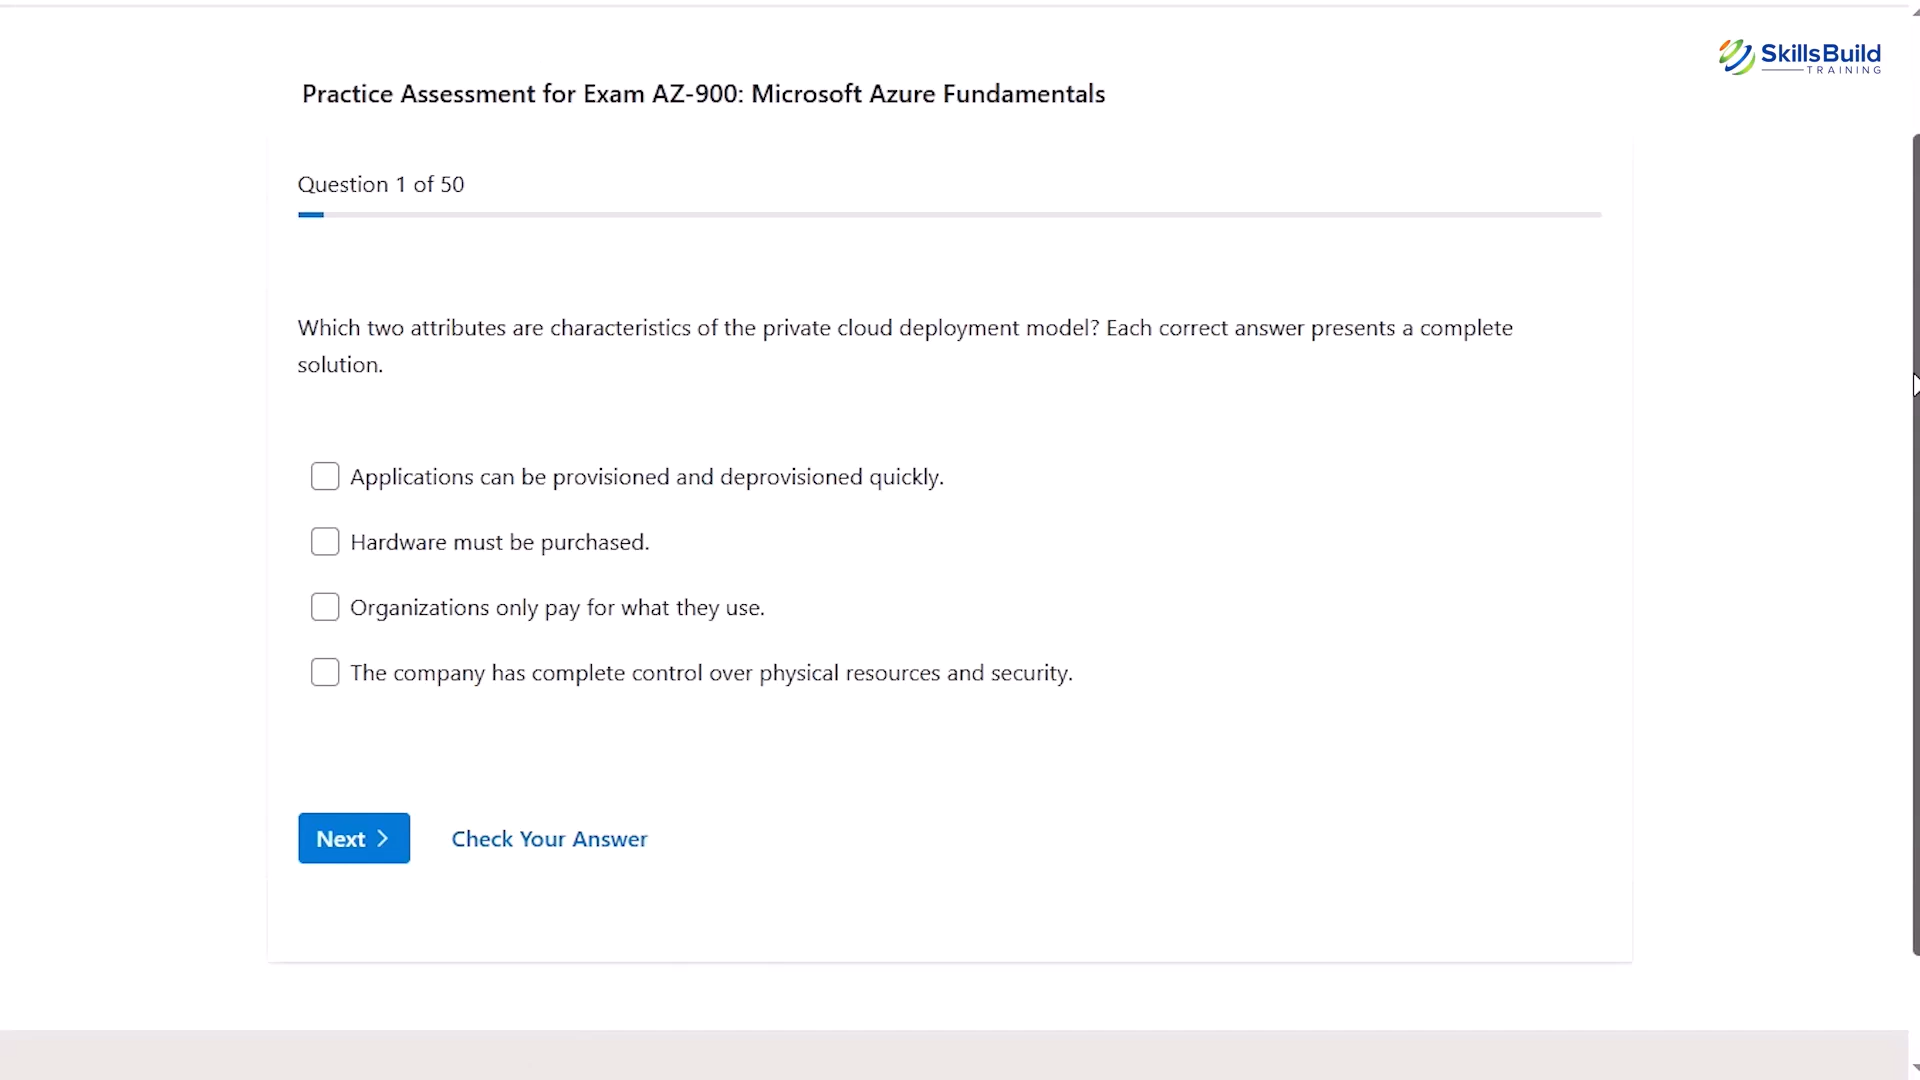 SkillsBuild
TRAINING
Practice Assessment for Exam AZ-900: Microsoft Azure Fundamentals
Question 1 of 50
Which two attributes are characteristics of the private cloud deployment model? Each correct answer presents a complete
solution.
Applications can be provisioned and deprovisioned quickly.
Hardware must be purchased.
Organizations only pay for what they use.
The company has complete control over physical resources and security.
Next
Check Your Answer